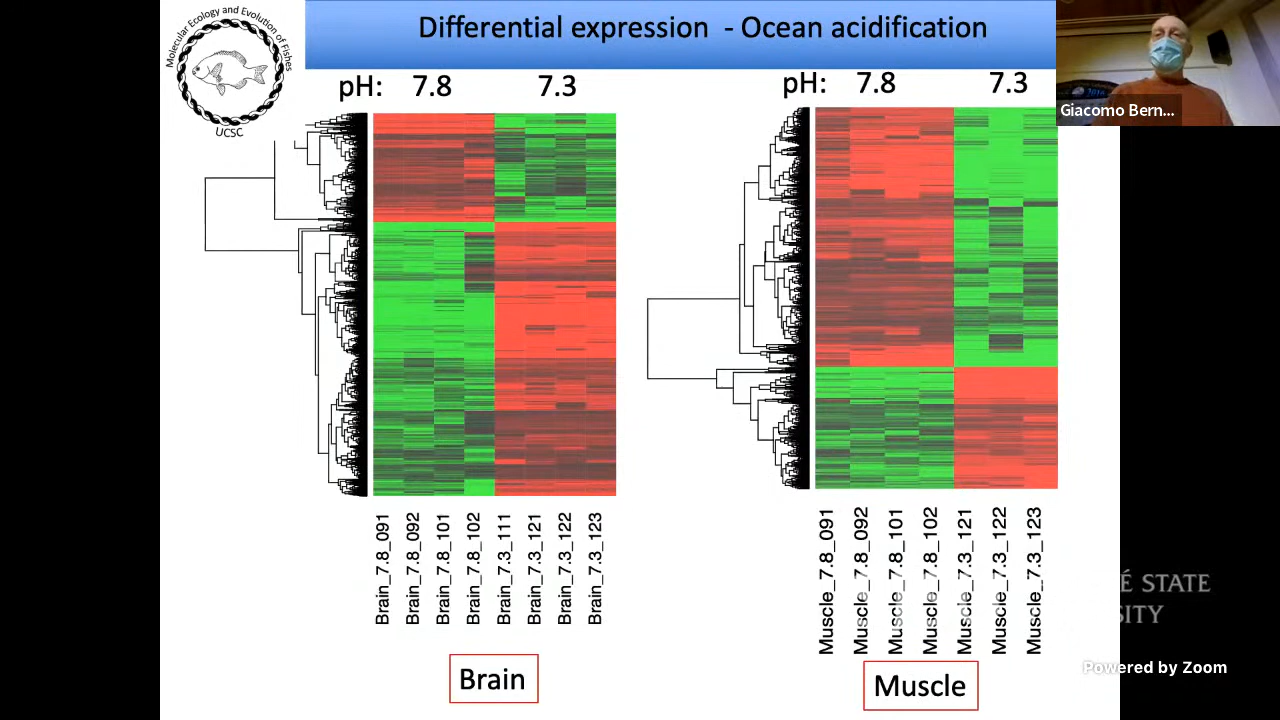 Molecular Ecology and Evolution of Fishes
UCSC
Differential expression - Ocean acidification
pH: 7.8 7.3
pH: 7.8 7.3
Giacomo Bern...
Brain_7.8_091
Brain_7.8_092
Brain_7.8_101
Brain_7.8_102
Brain_7.3_111
Brain_7.3_121
Brain_7.3_122
Brain_7.3_123
Muscle_7.8_091
Muscle_7.8_092
Muscle_7.8_101
Muscle_7.8_102
Muscle_7.3_121
Muscle_7.3_122
Muscle_7.3_123
Brain
Muscle
É STATE
SITY
Powered by Zoom